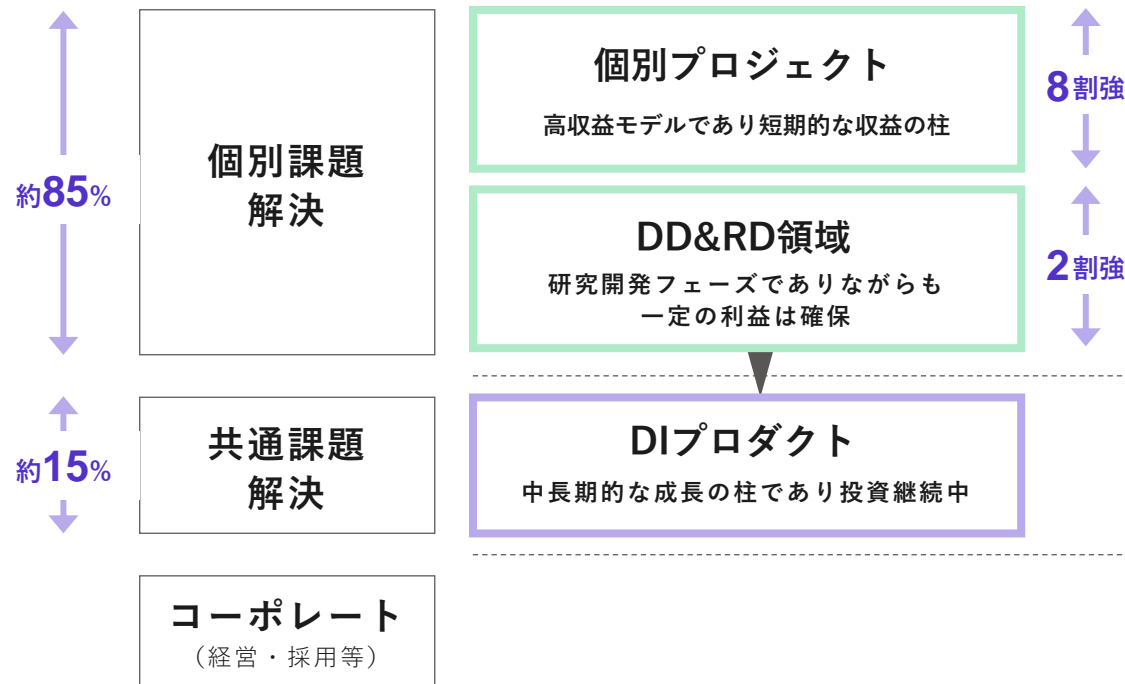 約85%
個別課題
解決
個別プロジェクト
高収益モデルであり短期的な収益の柱
8割強
DD&RD領域
研究開発フェーズでありながらも
一定の利益は確保
2割強
約15%
共通課題
解決
DIプロダクト
中長期的な成長の柱であり投資継続中
コーポレート
（経営・採用等）